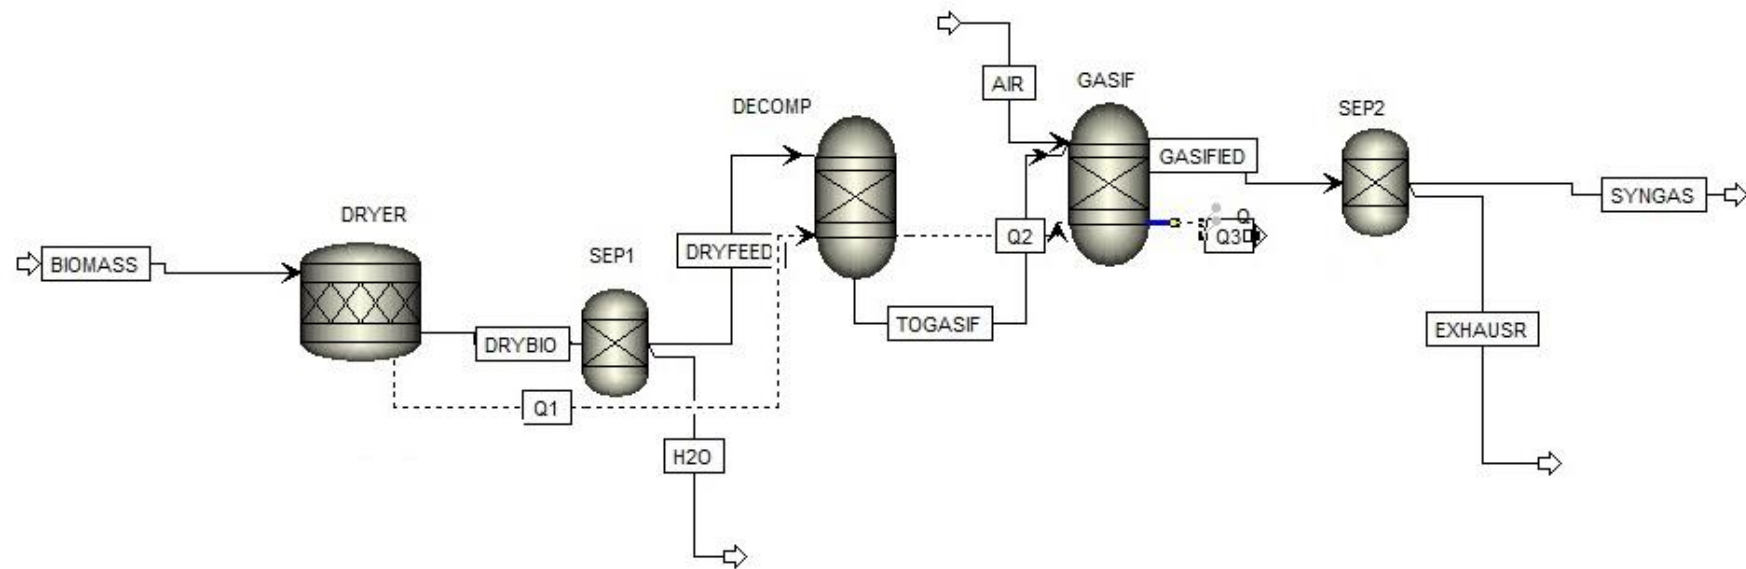 AIR
GASIF
DECOMP
SEP2
GASIFIED
SYNGAS
DRYER
Q
Q2
Q3
DRYFEED
SEP1
BIOMASS
TOGASIF
EXHAUSR
DRYBIO
Q1
H2O